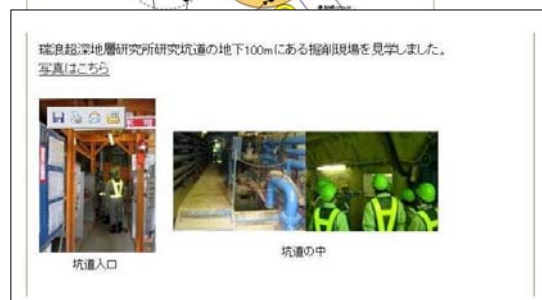 瑞浪超深地層研究所研究坑道の地下100mにある掘削現場を見学しました。
写真はこちら
坑道入口
坑道の中